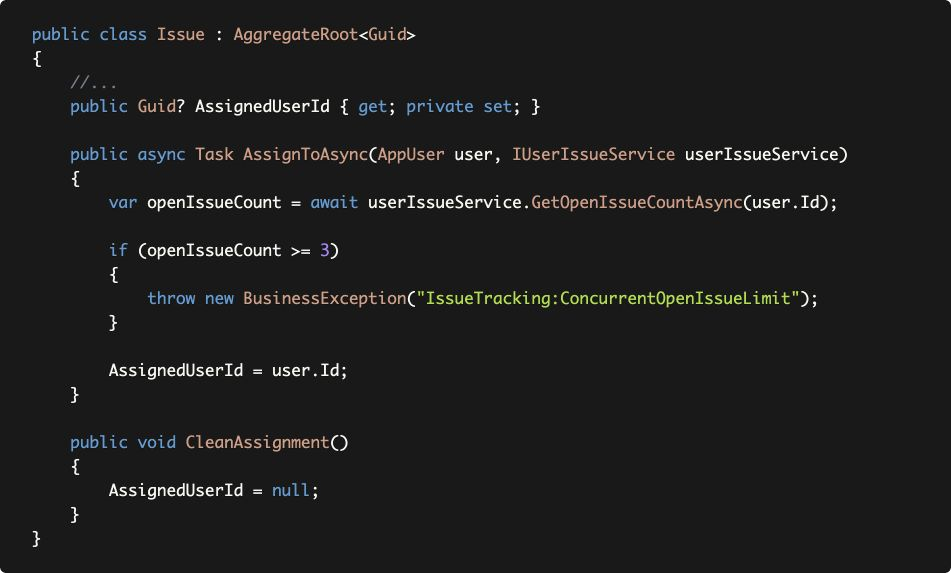 public class Issue : AggregateRoot<Guid>
{
    //...
    public Guid? AssignedUserId { get; private set; }

    public async Task AssignToAsync(AppUser user, IUserIssueService userIssueService)
    {
        var openIssueCount = await userIssueService.GetOpenIssueCountAsync(user.Id);

        if (openIssueCount >= 3)
        {
            throw new BusinessException("IssueTracking:ConcurrentOpenIssueLimit");
        }

        AssignedUserId = user.Id;
    }

    public void CleanAssignment()
    {
        AssignedUserId = null;
    }
}